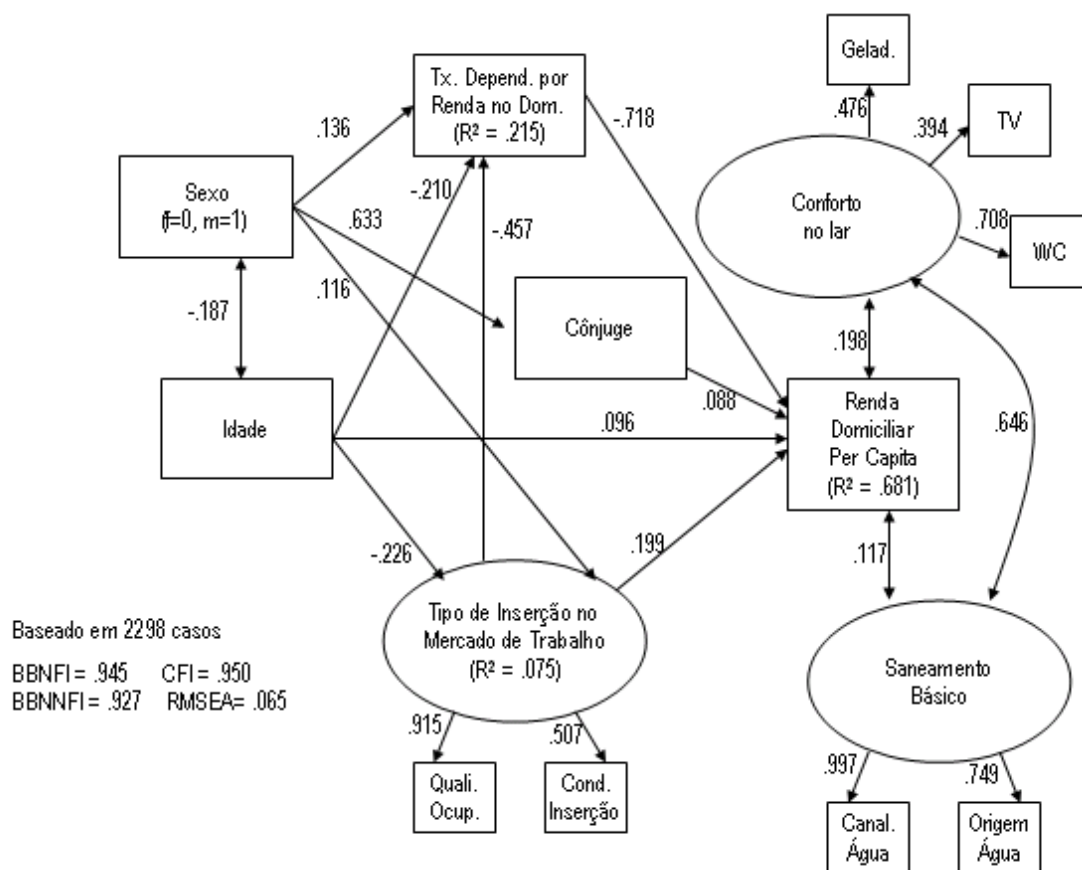 Gelad.
.476
.394
TV
Tx. Depend. por
Renda no Dom.
(R² = .215)
-.718
.136
Sexo
(f=0, m=1)
-.210
.633
-.457
Conforto
no lar
.708
WC
.116
-.187
Cônjuge
.198
.088
Idade
.096
Renda
Domiciliar
Per Capita
(R² = .681)
.646
-.226
.199
.117
Tipo de Inserção no
Mercado de Trabalho
(R² = .075)
Baseado em 2298 casos
BBNFI = .945 CFI = .950
BBNNFI = .927 RMSEA= .065
Saneamento
Básico
.915
.507
Quali.
Ocup.
Cond.
Inserção
.997
.749
Canal.
Água
Origem
Água